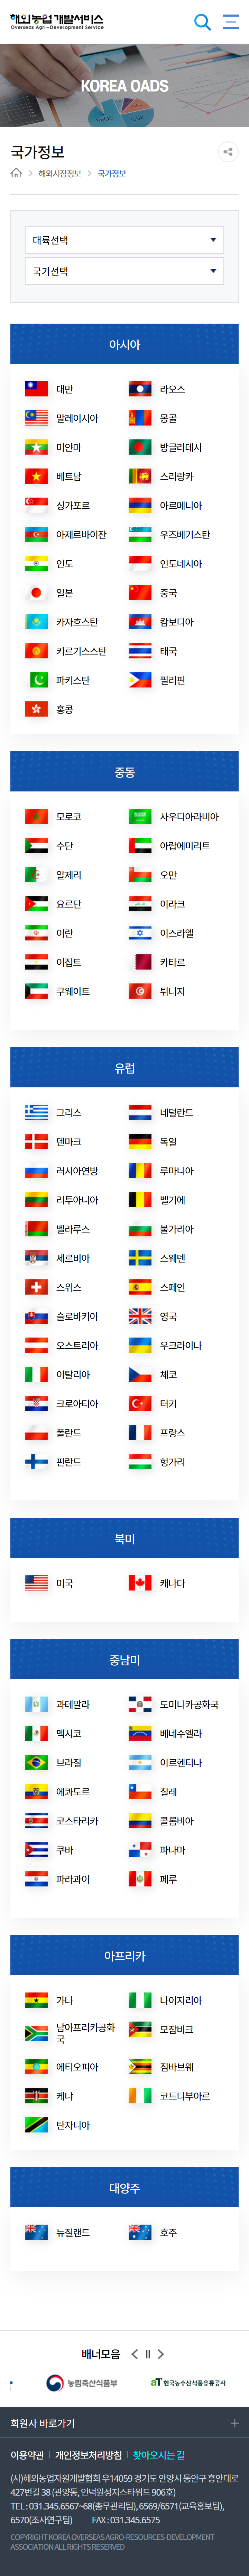 해외농업개발서비스
Overseas Agri-Development Service
KOREA OADS
국가정보
해외시장정보
국가정보
대륙선택
국가선택
아시아
대만
라오스
말레이시아
몽골
미얀마
방글라데시
베트남
스리랑카
싱가포르
아르메니아
아제르바이잔
우즈베키스탄
인도
인도네시아
일본
중국
카자흐스탄
캄보디아
키르기스스탄
태국
파키스탄
필리핀
홍콩
중동
모로코
사우디아라비아
수단
아랍에미리트
알제리
오만
요르단
이라크
이란
이스라엘
이집트
카타르
쿠웨이트
튀니지
유럽
그리스
네덜란드
덴마크
독일
러시아연방
루마니아
리투아니아
벨기에
벨라루스
불가리아
세르비아
스웨덴
스위스
스페인
슬로바키아
영국
오스트리아
우크라이나
이탈리아
체코
크로아티아
터키
폴란드
프랑스
핀란드
헝가리
북미
미국
캐나다
중남미
과테말라
도미니카공화국
멕시코
베네수엘라
브라질
아르헨티나
에콰도르
칠레
코스타리카
콜롬비아
쿠바
파나마
파라과이
페루
아프리카
가나
나이지리아
남아프리카공화
국
모잠비크
에티오피아
짐바브웨
케냐
코트디부아르
탄자니아
대양주
뉴질랜드
호주
배너모음
농림축산식품부
aT 한국농수산식품유통공사
회원사 바로가기
이용약관
개인정보처리방침
찾아오시는 길
(사)해외농업자원개발협회 우14059 경기도 안양시 동안구 흥안대로
427번길 38 (관양동, 인덕원성지스타위드 906호)
TEL : 031.345.6567~68(총무관리팀), 6569/6571(교육홍보팀),
6570(조사연구팀) FAX : 031.345.6575
COPYRIGHT KOREA OVERSEAS AGRO-RESOURCES-DEVELOPMENT
ASSOCIATION ALL RIGHTS RESERVED